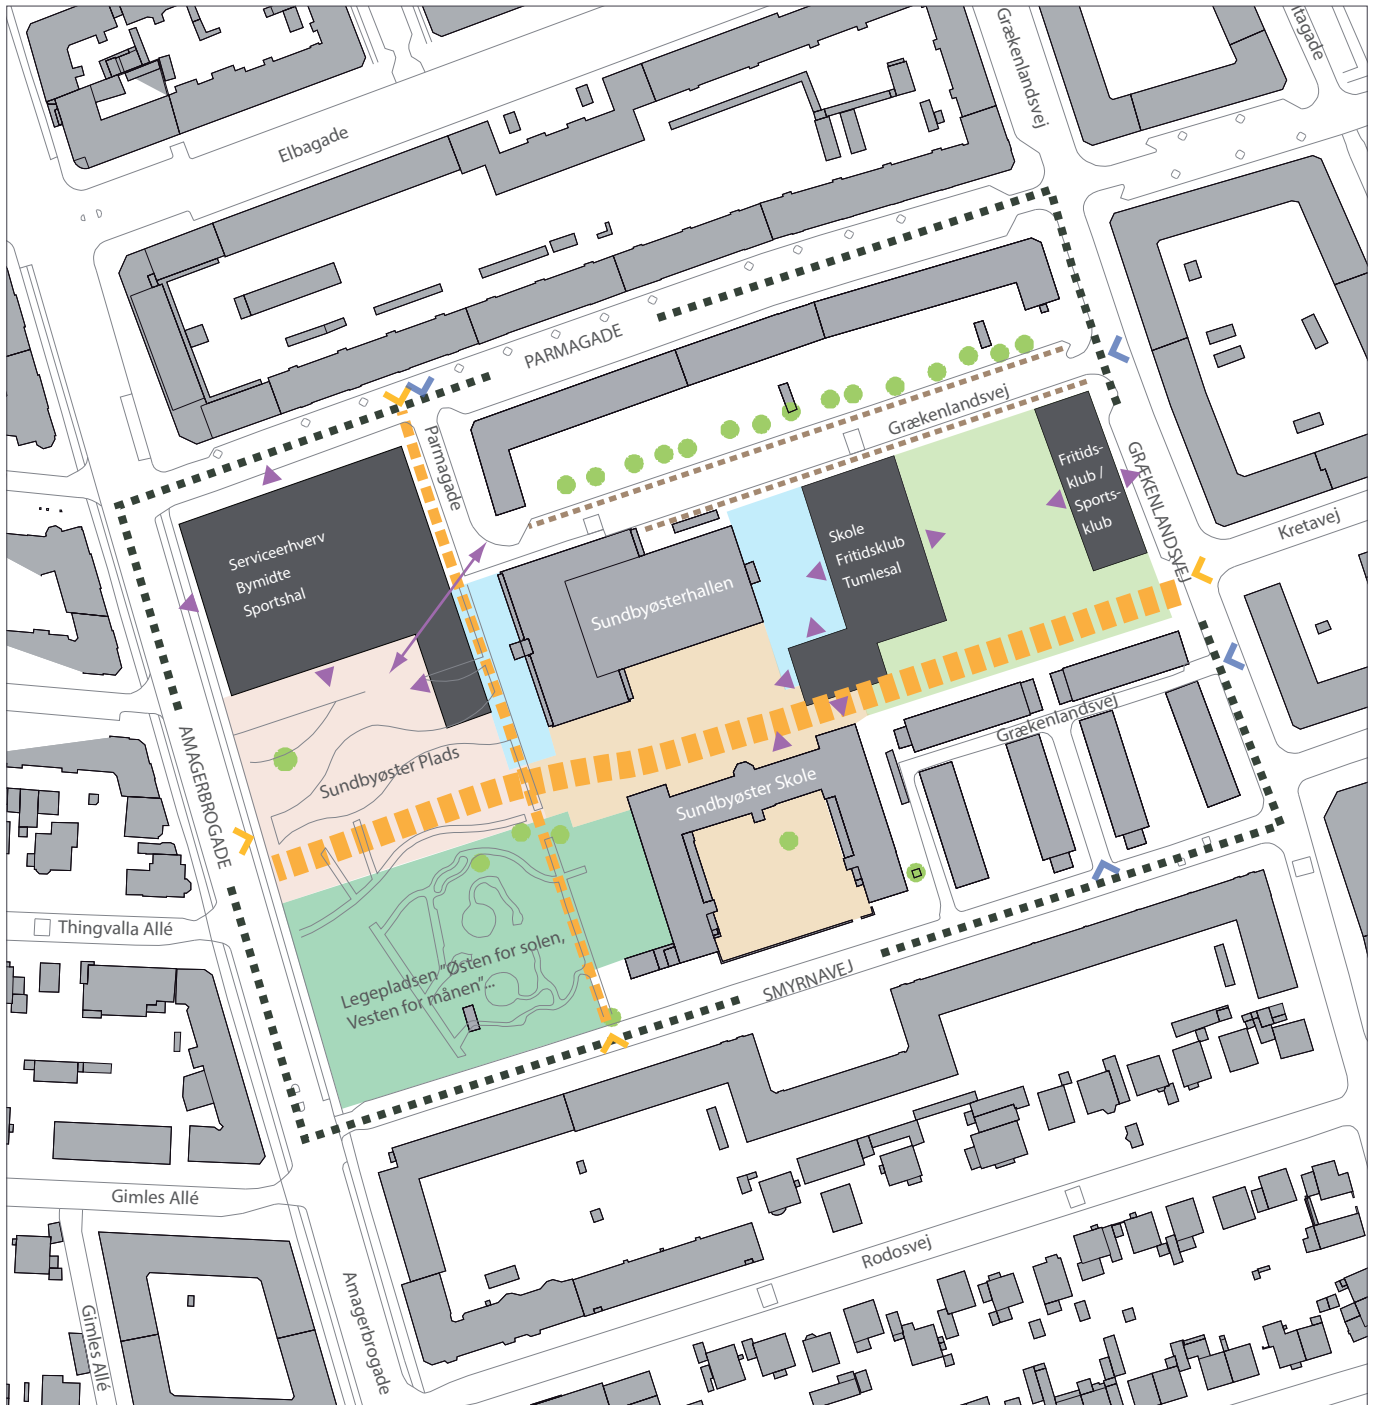 Grækenlandsvej
Elbagade
PARMAGADE
Parmagade
Grækenlandsvej
Fritids-
klub /
Sports-
klub
GRÆKENLANDSVEJ
Kretavej
Serviceerhverv
Bymidte
Sportshal
Skole
Fritidsklub
Tumlesal
Sundbyøsterhallen
Grækenlandsvej
AMAGERBROGADE
Sundbyøster Plads
Sundbyøster Skole
Thingvalla Allé
Legepladsen "Østen for solen,
Vesten for månen"...
SMYRNAVEJ
Gimles Allé
Rodosvej
Amagerbrogade
Gimles Allé